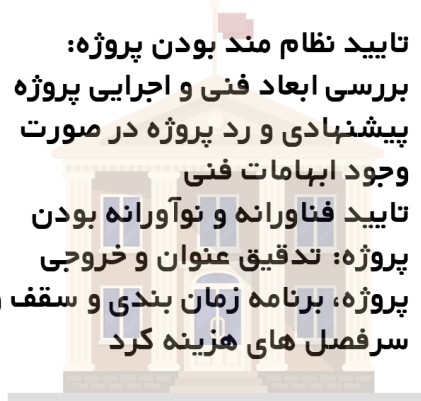 تایید نظام مند بودن پروژه:
بررسی ابعاد فنی و اجرایی پروژه
پیشنهادی و رد پروژه در صورت
وجود ابهامات فنی
تایید فناورانه و نوآورانه بودن
پروژه: تدقیق عنوان و خروجی
پروژه، برنامه زمان بندی و سقف و
سرفصل های هزینه کرد